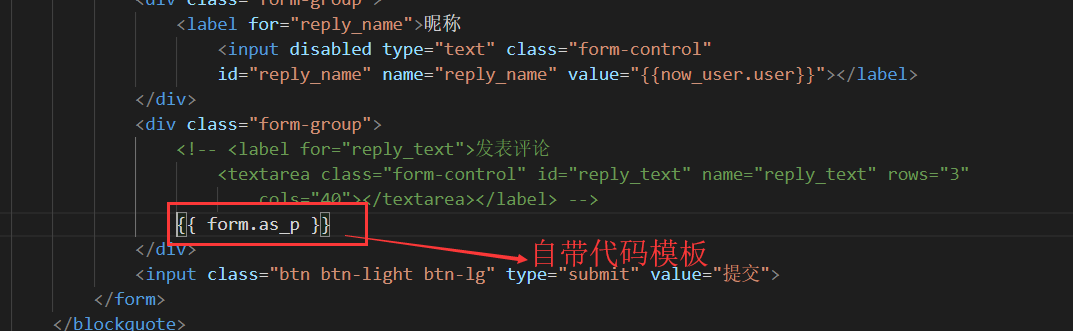 <div class="form-group">
<label for="reply_name">昵称
<input disabled type="text" class="form-control"
id="reply_name" name="reply_name" value="{{now_user.user}}"></label>
</div>
<div class="form-group">
<!-- <label for="reply_text">发表评论
<textarea class="form-control" id="reply_text" name="reply_text" rows="3"
cols="40"></textarea></label> -->
{{ form.as_p }}
自带代码模板
</div>
<input class="btn btn-light btn-lg" type="submit" value="提交">
</form>
</blockquote>